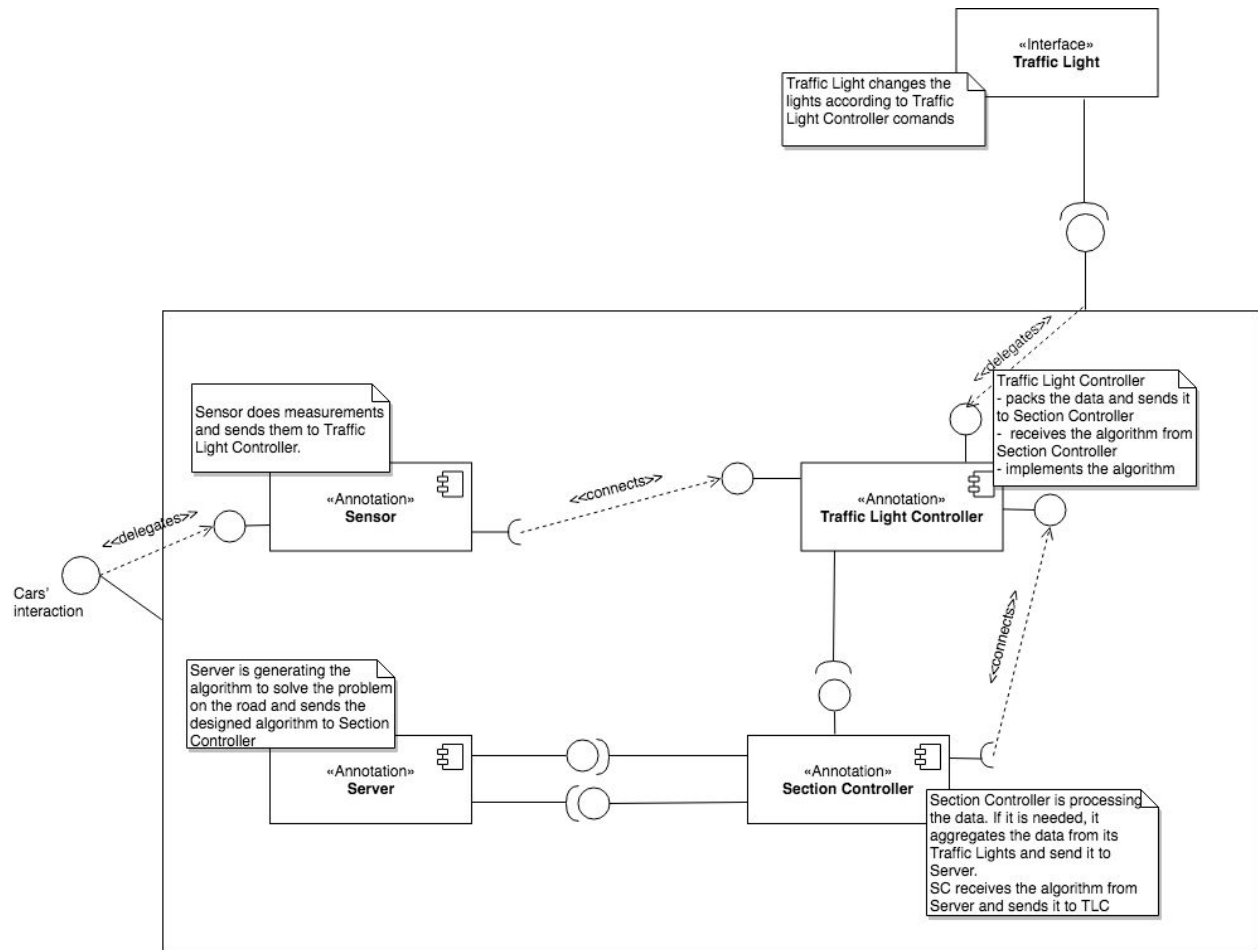 «Interface»
Traffic Light
Traffic Light changes the
lights according to Traffic
Light Controller comands
<<delegates>>
Traffic Light Controller
- packs the data and sends it
to Section Controller
-  receives the algorithm from
Section Controller
- implements the algorithm
Sensor does measurements
and sends them to Traffic
Light Controller.
«Annotation»
Sensor
<<connects>>
«Annotation»
Traffic Light Controller
<<delegates>>
Cars'
interaction
<<connects>>
Server is generating the
algorithm to solve the problem
on the road and sends the
designed algorithm to Section
Controller
«Annotation»
Server
«Annotation»
Section Controller
Section Controller is processing
the data. If it is needed, it
aggregates the data from its
Traffic Lights and send it to
Server.
SC receives the algorithm from
Server and sends it to TLC